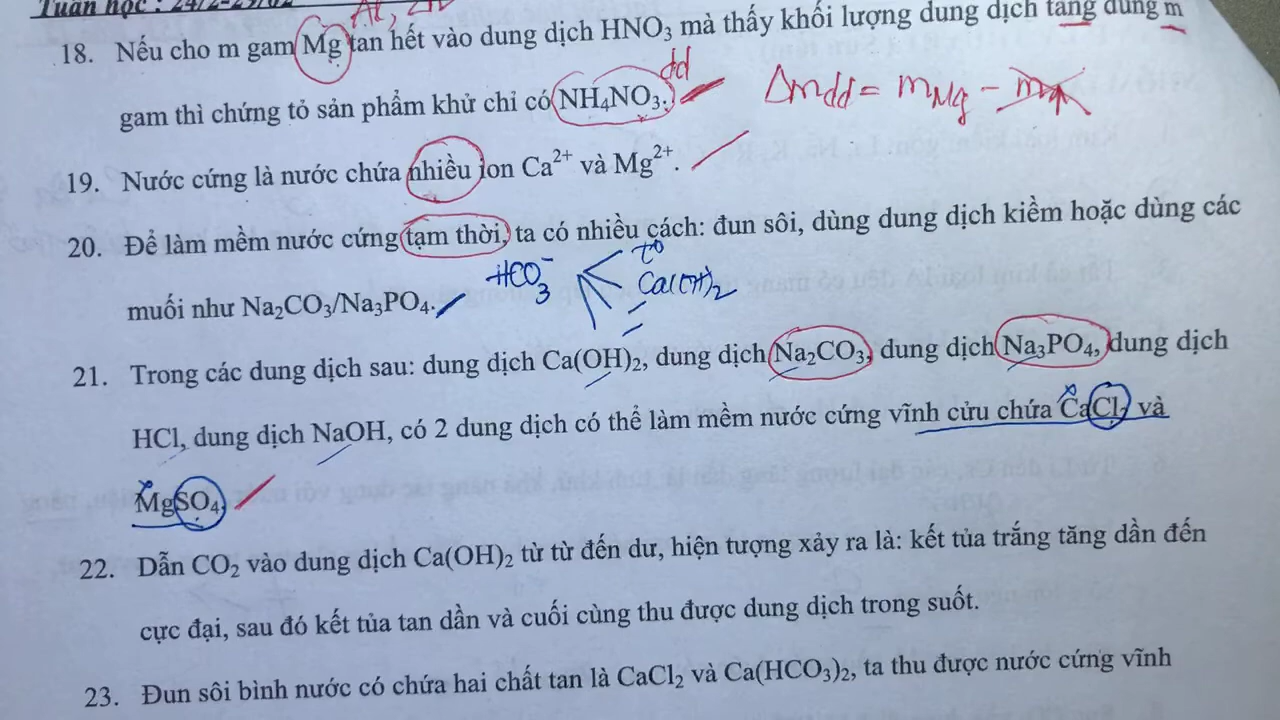 Tuần học : 24/2-29/02
Al, Zn
18. Nếu cho m gam Mg tan hết vào dung dịch HNO₃ mà thấy khối lượng dung dịch tăng đúng m
dd
gam thì chứng tỏ sản phẩm khử chỉ có NH₄NO₃. Δmdd = mMg -
19. Nước cứng là nước chứa nhiều ion Ca²⁺ và Mg²⁺.
20. Để làm mềm nước cứng tạm thời, ta có nhiều cách: đun sôi, dùng dung dịch kiềm hoặc dùng các
HCO₃⁻ t⁰
Ca(OH)₂
muối như Na₂CO₃/Na₃PO₄.
21. Trong các dung dịch sau: dung dịch Ca(OH)₂, dung dịch Na₂CO₃, dung dịch Na₃PO₄, dung dịch
HCl, dung dịch NaOH, có 2 dung dịch có thể làm mềm nước cứng vĩnh cửu chứa CaCl₂ và
MgSO₄.
22. Dẫn CO₂ vào dung dịch Ca(OH)₂ từ từ đến dư, hiện tượng xảy ra là: kết tủa trắng tăng dần đến
cực đại, sau đó kết tủa tan dần và cuối cùng thu được dung dịch trong suốt.
23. Đun sôi bình nước có chứa hai chất tan là CaCl₂ và Ca(HCO₃)₂, ta thu được nước cứng vĩnh